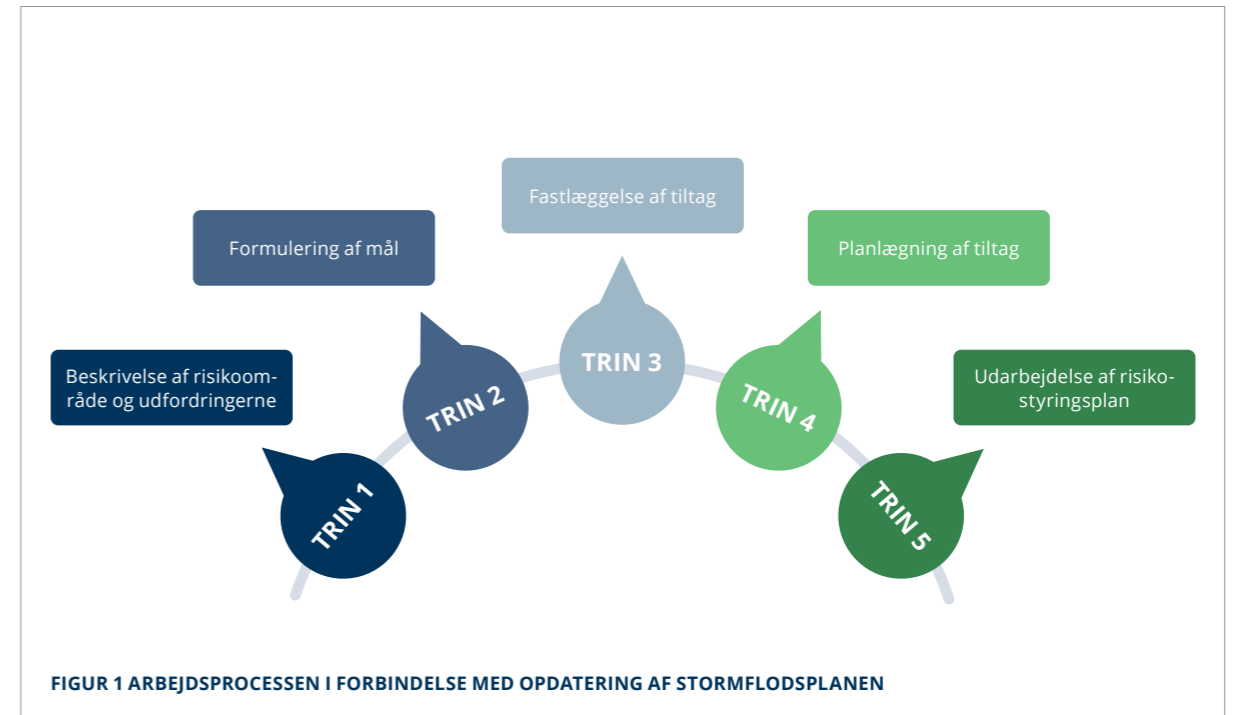 Fastlæggelse af tiltag
Formulering af mål
Planlægning af tiltag
Beskrivelse af risikoom-
råde og udfordringerne
Udarbejdelse af risiko-
styringsplan
TRIN 1
TRIN 2
TRIN 3
TRIN 4
TRIN 5
FIGUR 1 ARBEJDSPROCESSEN I FORBINDELSE MED OPDATERING AF STORMFLODSPLANEN